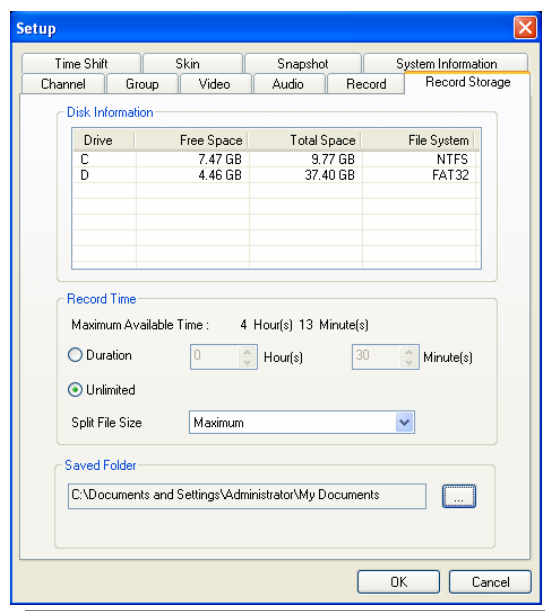 Setup
Time Shift Skin Snapshot System Information
Channel Group Video Audio Record Record Storage
Disk Information
Drive Free Space Total Space File System
C 7.47 GB 9.77 GB NTFS
D 4.46 GB 37.40 GB FAT32
Record Time
Maximum Available Time : 4 Hour(s) 13 Minute(s)
Duration 0 Hour(s) 30 Minute(s)
Unlimited
Split File Size Maximum
Saved Folder
C:\Documents and Settings\Administrator\My Documents ...
OK Cancel